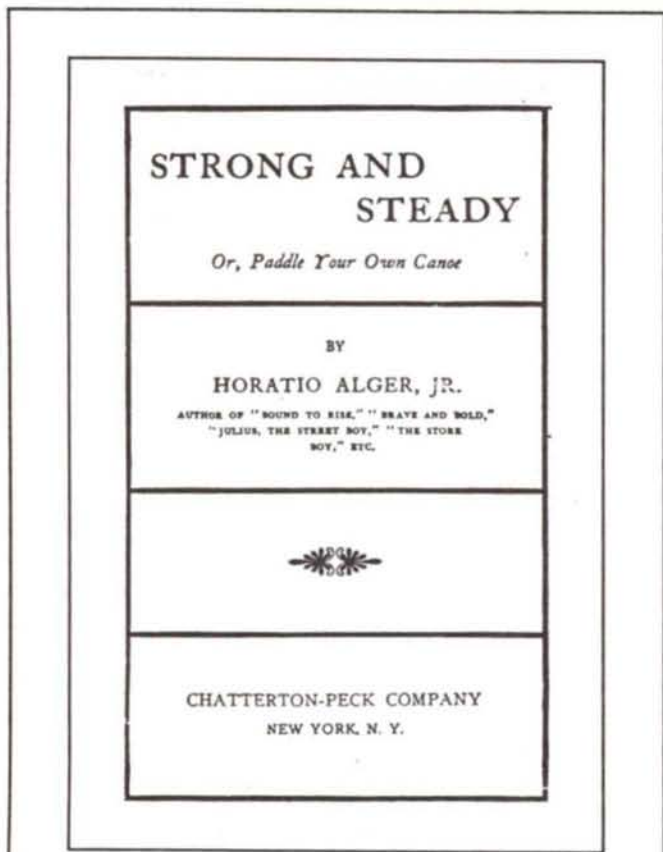 STRONG AND
STEADY
Or, Paddle Your Own Canoe
BY
HORATIO ALGER, JR.
AUTHOR OF "BOUND TO RISE," "BRAVE AND BOLD,"
"JULIUS, THE STREET BOY," "THE STORE
BOY," ETC.
CHATTERTON-PECK COMPANY
NEW YORK, N. Y.